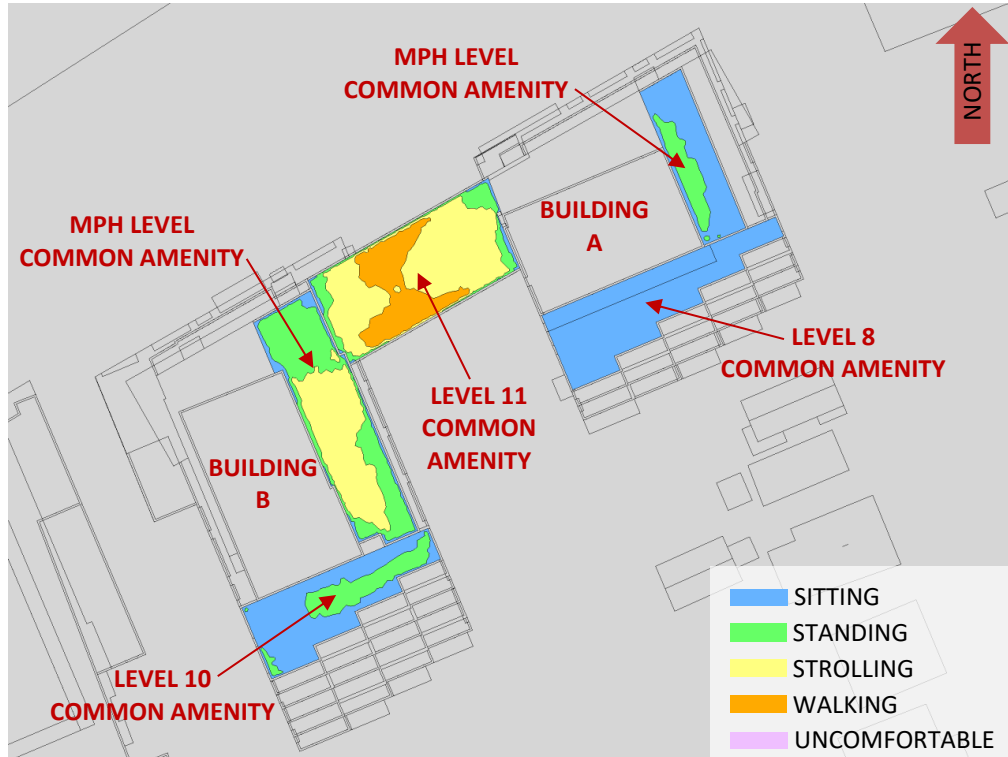 MPH LEVEL
COMMON AMENITY
NORTH
MPH LEVEL
COMMON AMENITY
BUILDING
A
LEVEL 8
COMMON AMENITY
LEVEL 11
COMMON
AMENITY
BUILDING
B
LEVEL 10
COMMON AMENITY
SITTING
STANDING
STROLLING
WALKING
UNCOMFORTABLE